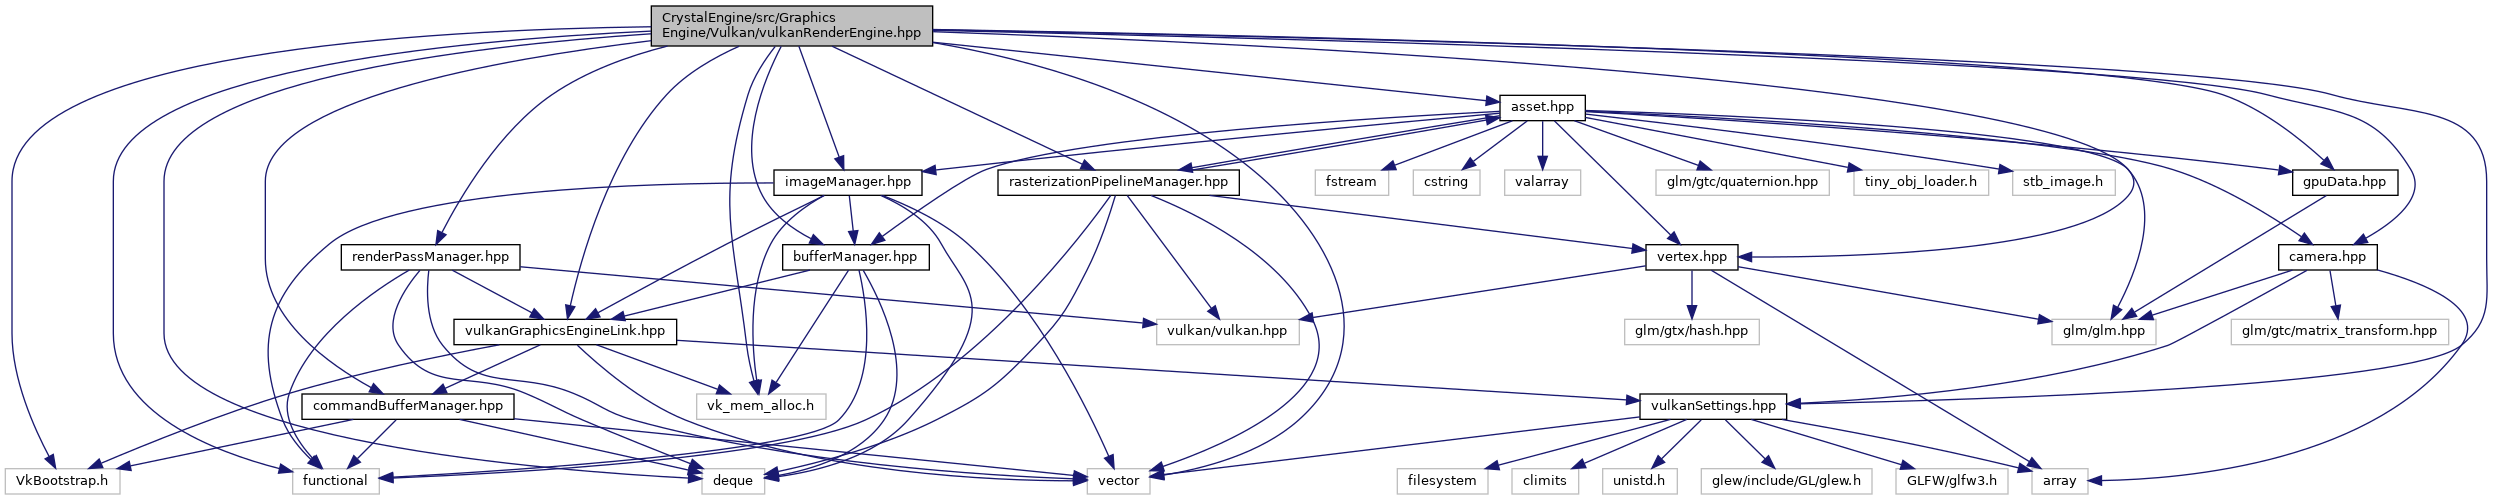 CrystalEngine/src/Graphics
Engine/Vulkan/vulkanRenderEngine.hpp
asset.hpp
imageManager.hpp
rasterizationPipelineManager.hpp
fstream
cstring
valarray
glm/gtc/quaternion.hpp
tiny_obj_loader.h
stb_image.h
gpuData.hpp
renderPassManager.hpp
bufferManager.hpp
vertex.hpp
camera.hpp
vulkanGraphicsEngineLink.hpp
vulkan/vulkan.hpp
glm/gtx/hash.hpp
glm/glm.hpp
glm/gtc/matrix_transform.hpp
commandBufferManager.hpp
vk_mem_alloc.h
vulkanSettings.hpp
VkBootstrap.h
functional
deque
vector
filesystem
climits
unistd.h
glew/include/GL/glew.h
GLFW/glfw3.h
array